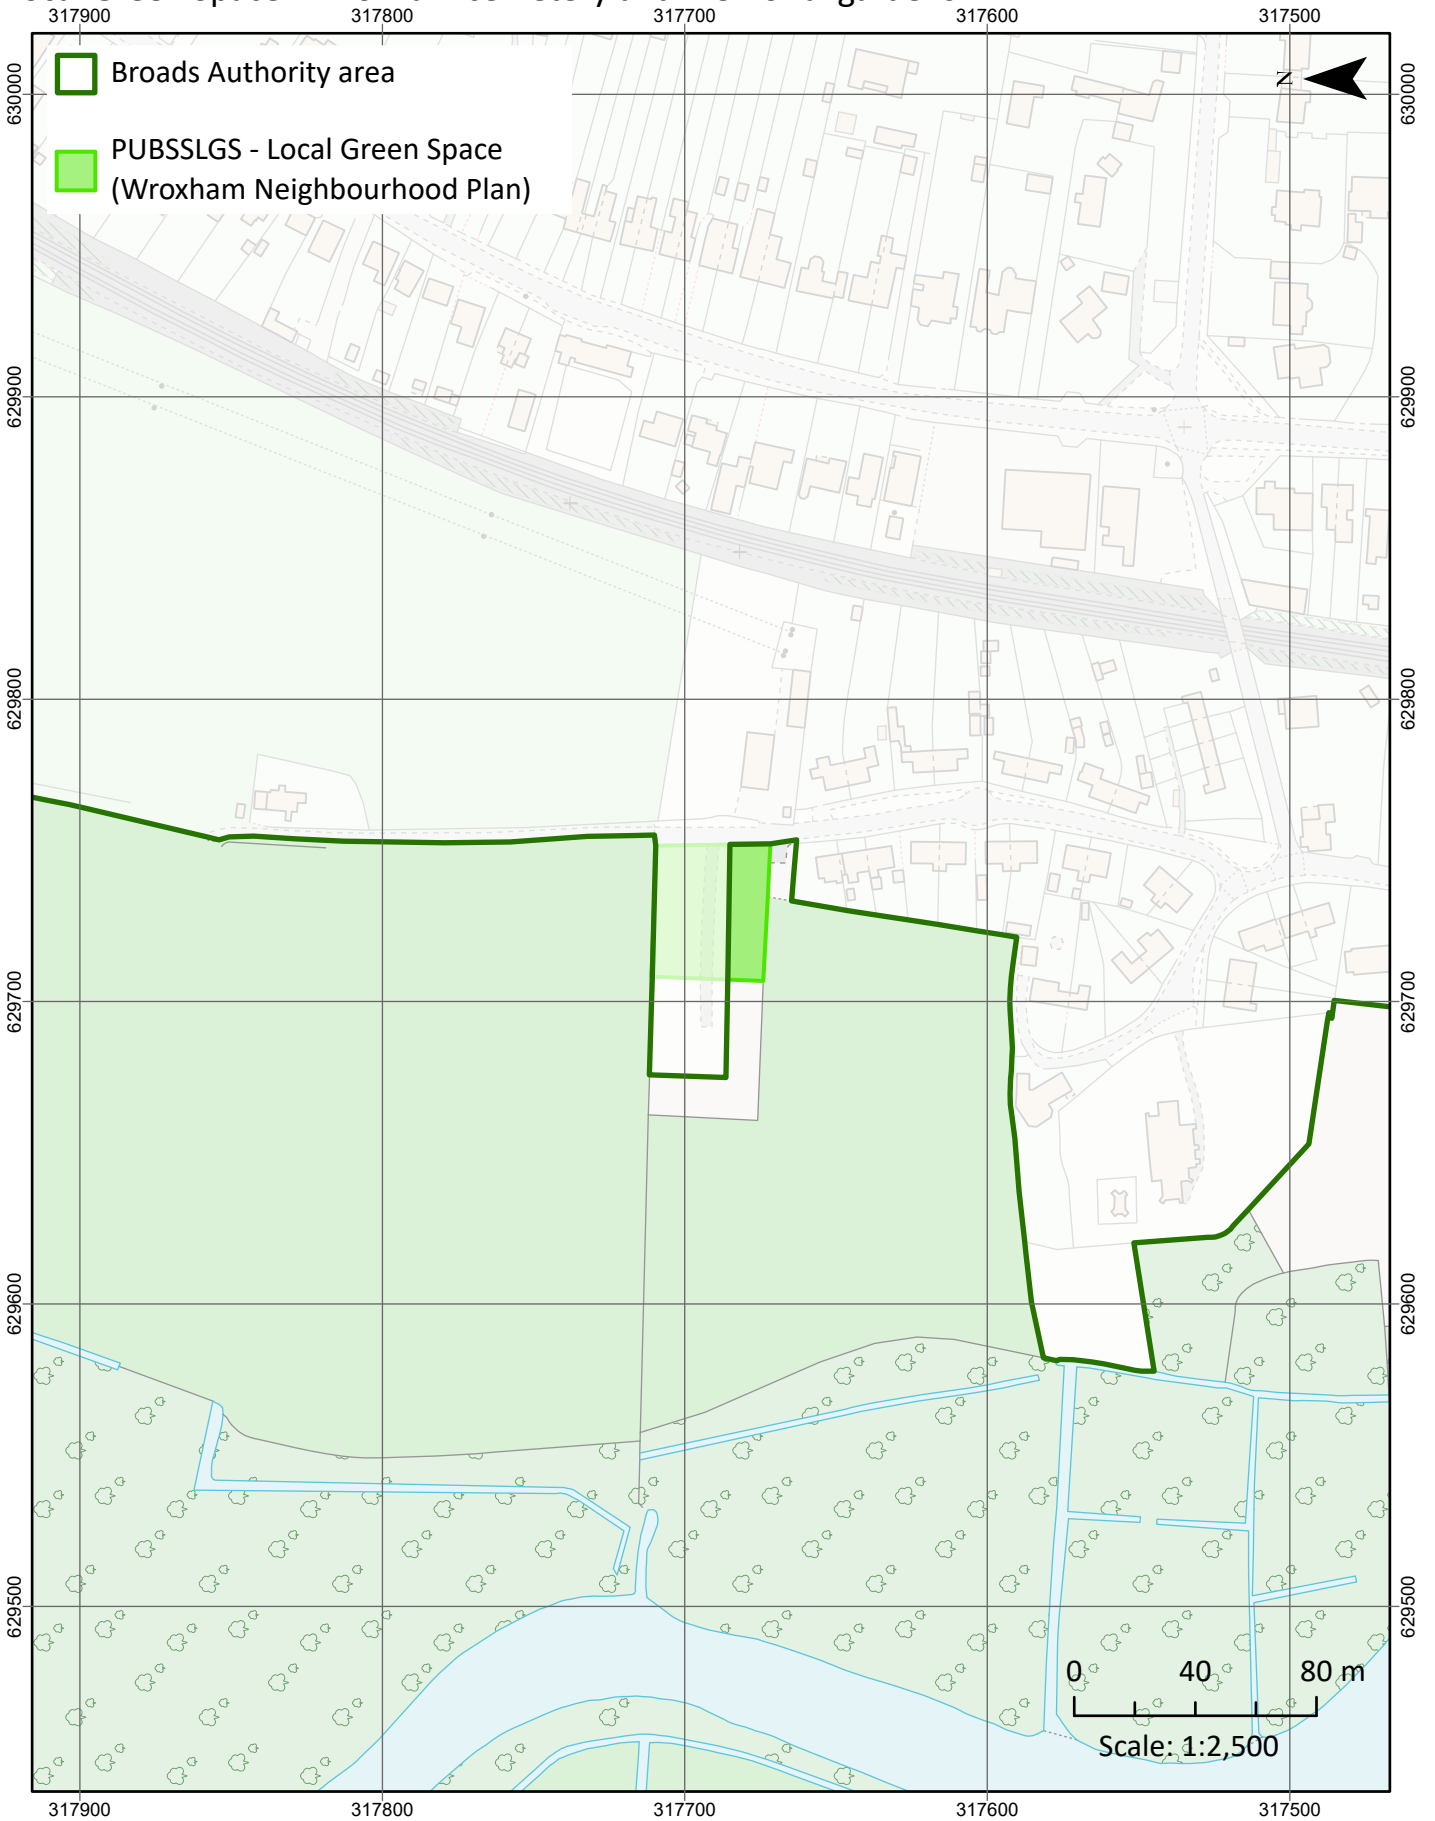 317900 317800 317700 317600 317500
Broads Authority area
PUBSSLGS - Local Green Space
(Wroxham Neighbourhood Plan)
N
630000 630000
629900 629900
629800 629800
629700 629700
629600 629600
629500 629500
0 40 80 m
Scale: 1:2,500
317900 317800 317700 317600 317500